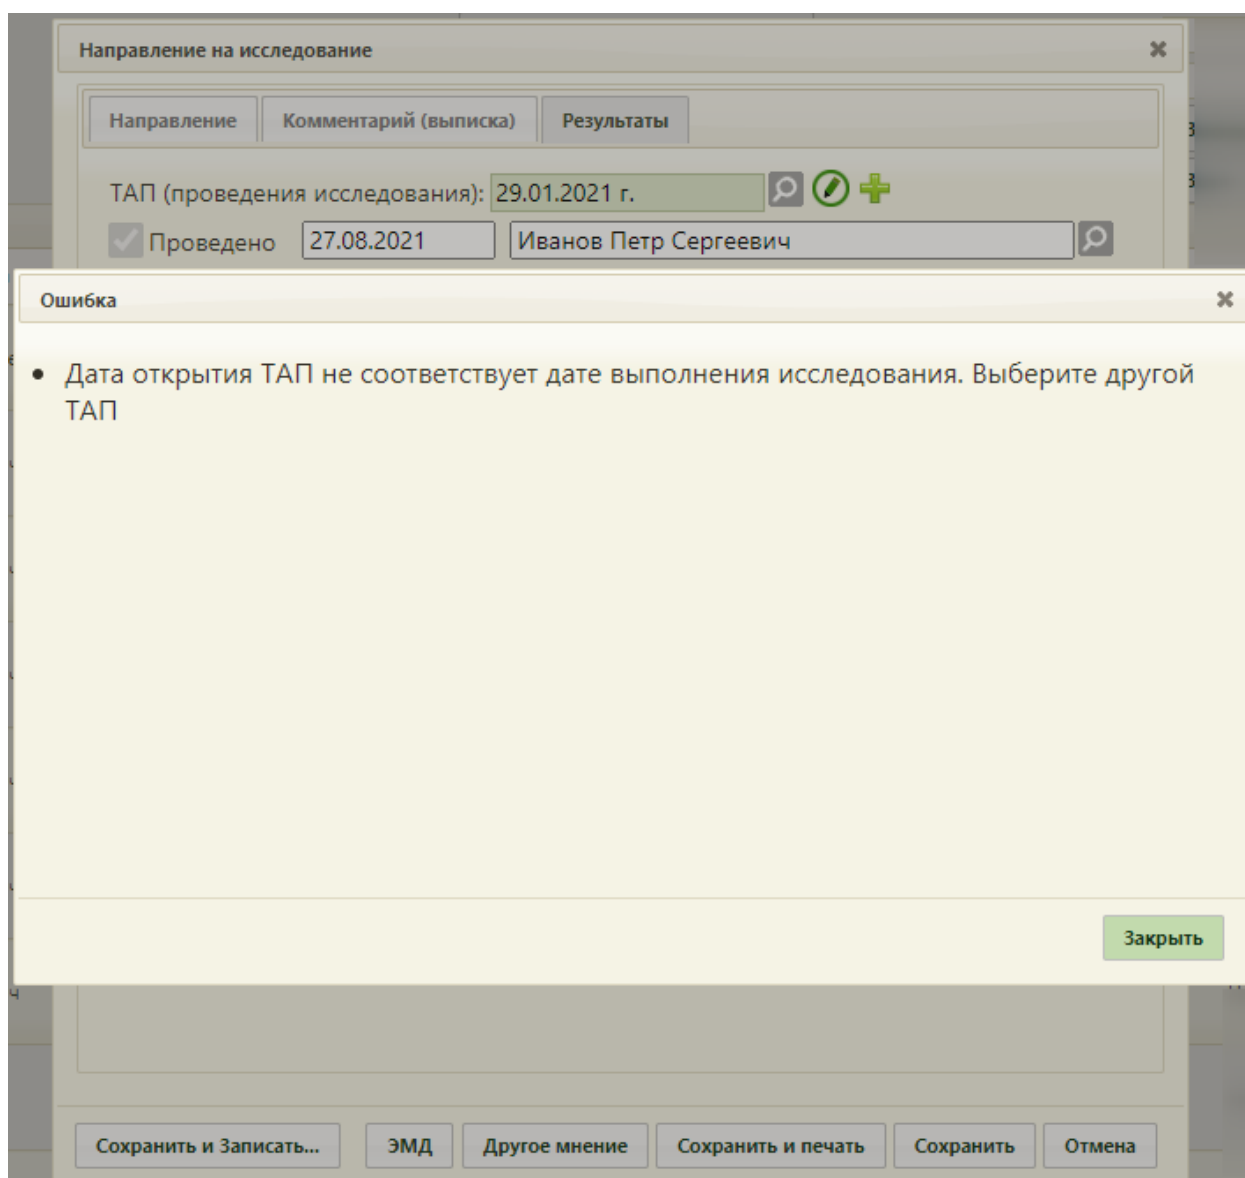 Направление на исследование
Направление Комментарий (выписка) Результаты
ТАП (проведения исследования): 29.01.2021 г.
Проведено 27.08.2021 Иванов Петр Сергеевич
Ошибка
Дата открытия ТАП не соответствует дате выполнения исследования. Выберите другой
ТАП
Закрыть
Сохранить и Записать... ЭМД Другое мнение Сохранить и печать Сохранить Отмена